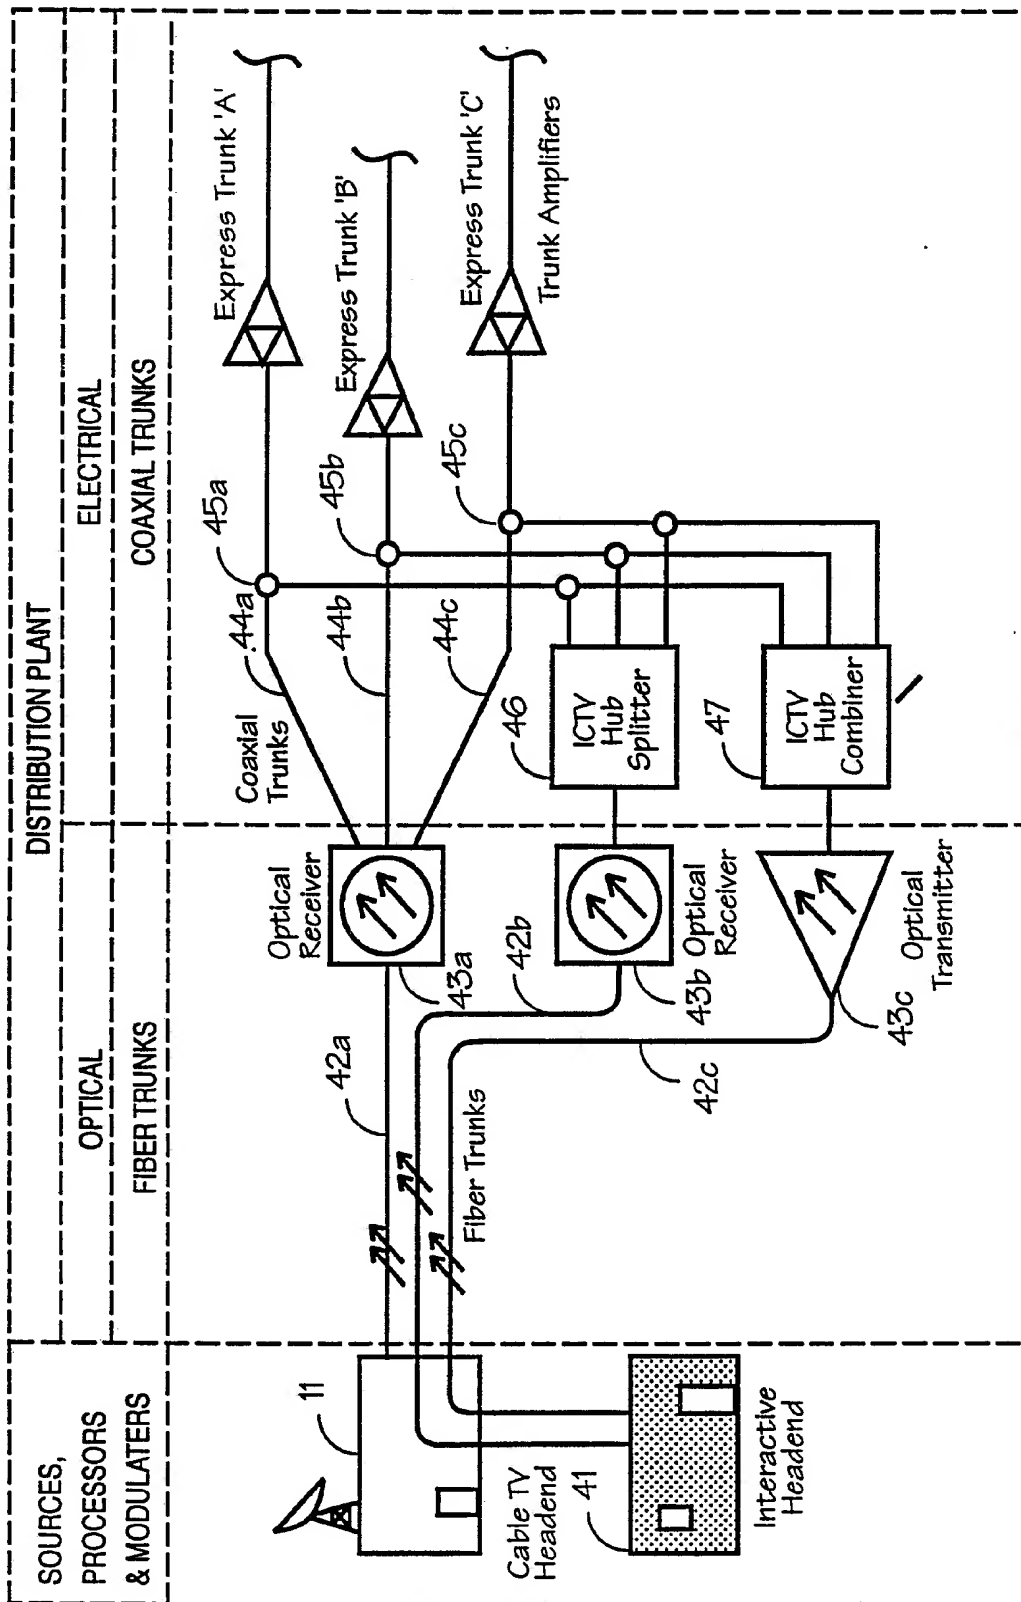 SOURCES,
PROCESSORS
& MODULATERS
DISTRIBUTION PLANT
OPTICAL
ELECTRICAL
FIBER TRUNKS
COAXIAL TRUNKS
11
Cable TV
Headend
41
Interactive
Headend
42a
Fiber Trunks
42b
42c
Optical
Receiver
43a
Optical
Receiver
43b
Optical
Transmitter
43c
Coaxial
Trunks
44a
44b
44c
45a
45b
45c
46
ICTV
Hub
Splitter
47
ICTV
Hub
Combiner
Express Trunk 'A'
Express Trunk 'B'
Express Trunk 'C'
Trunk Amplifiers